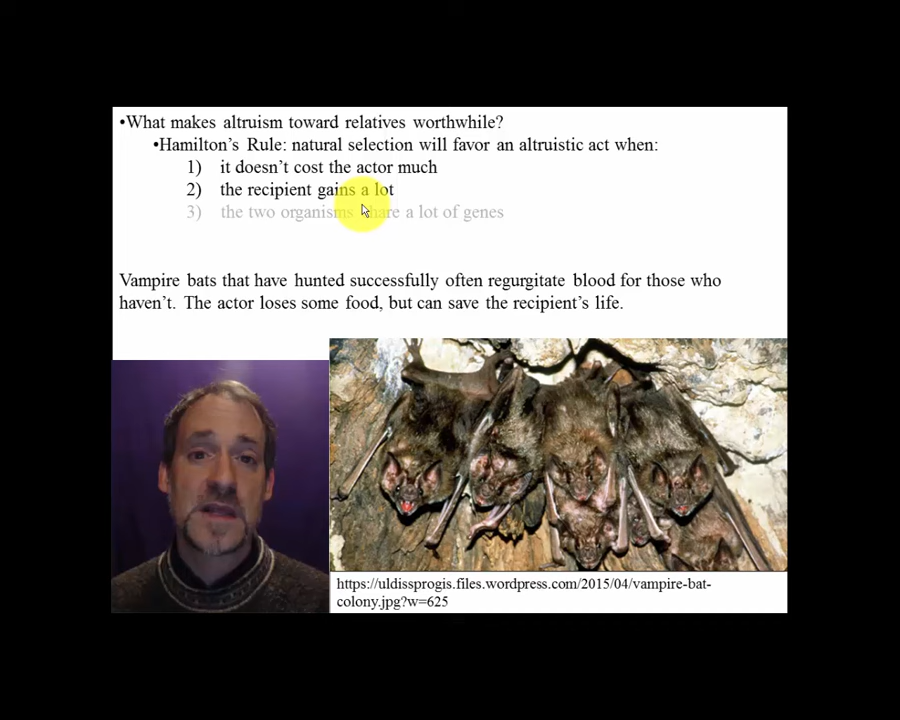 •What makes altruism toward relatives worthwhile?
•Hamilton's Rule: natural selection will favor an altruistic act when:
1) it doesn't cost the actor much
2) the recipient gains a lot
3) the two organisms share a lot of genes
Vampire bats that have hunted successfully often regurgitate blood for those who
haven't. The actor loses some food, but can save the recipient's life.
https://uldissprogis.files.wordpress.com/2015/04/vampire-bat-
colony.jpg?w=625